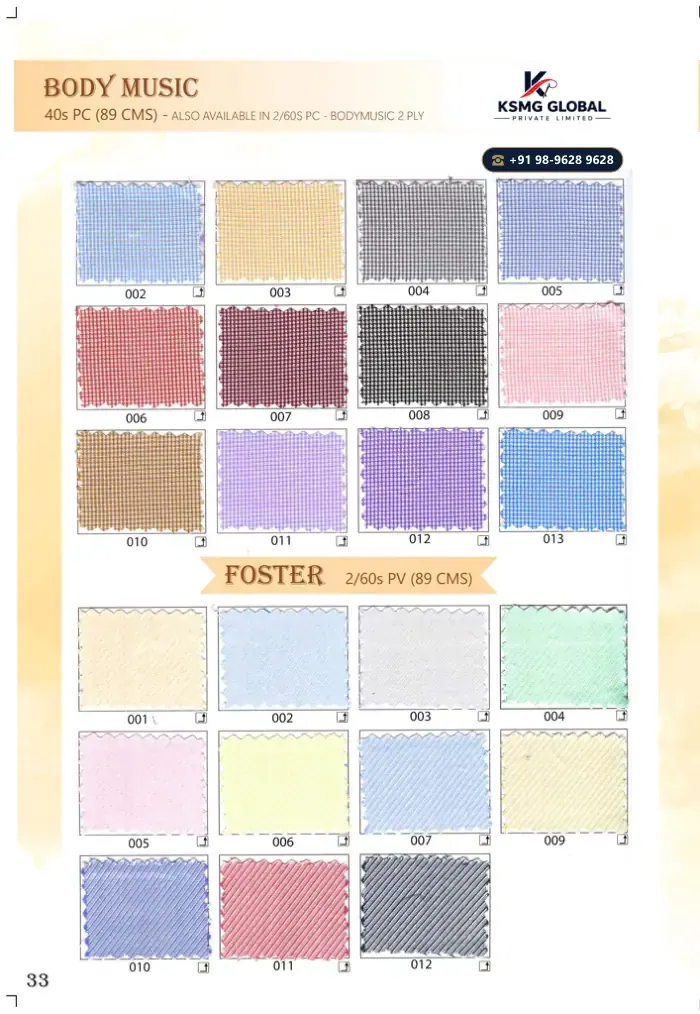 BODY MUSIC
40s PC (89 CMS) - ALSO AVAILABLE IN 2/60S PC - BODYMUSIC 2 PLY
KSMG GLOBAL
PRIVATE LIMITED
+91 98-9628 9628
002 003 004 005
006 007 008 009
010 011 012 013
FOSTER 2/60s PV (89 CMS)
001 002 003 004
005 006 007 009
010 011 012
33